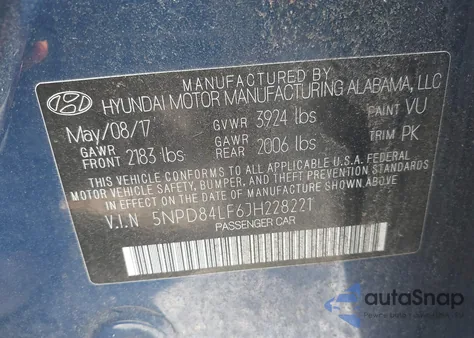 MANUFACTURED BY
HYUNDAI MOTOR MANUFACTURING ALABAMA, LLC
May/08/17 GVWR 3924 lbs PAINT VU
GAWR FRONT 2183 lbs GAWR REAR 2006 lbs TRIM PK
CONFORMS TO ALL APPLICABLE U.S.A. FEDERAL
MOTOR VEHICLE SAFETY, BUMPER, AND THEFT PREVENTION STANDARDS
IN EFFECT ON THE DATE OF MANUFACTURE SHOWN ABOVE.
V.I.N 5NPD84LF6JH228221
PASSENGER CAR
autoSnap